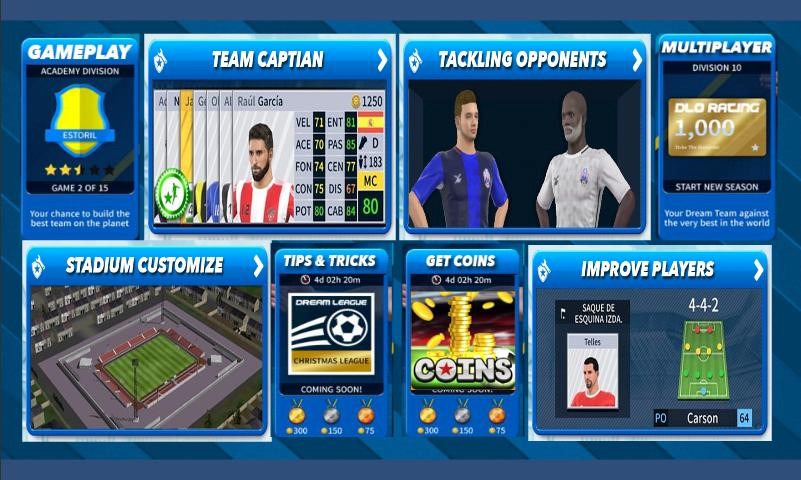 GAMEPLAY
ACADEMY DIVISION
ESTORIL
GAME 2 OF 15
Your chance to build the
best team on the planet
TEAM CAPTIAN
Raúl García
1250
VEL 71 ENT 81
ACE 70 PAS 85
FON 74 CEN 77
CON 75 DIS 67
POT 80 CAB 84
D
183
MC
80
TACKLING OPPONENTS
MULTIPLAYER
DIVISION 10
DLO RATING
1,000
START NEW SEASON
Your Dream Team against
the very best in the world
STADIUM CUSTOMIZE
TIPS & TRICKS
4d 02h 20m
DREAM LEAGUE
CHRISTMAS LEAGUE
COMING SOON!
300 150 75
GET COINS
4d 02h 20m
COINS
COMING SOON!
300 150 75
IMPROVE PLAYERS
SAQUE DE
ESQUINA IZDA.
Telles
4-4-2
PO Carson 64